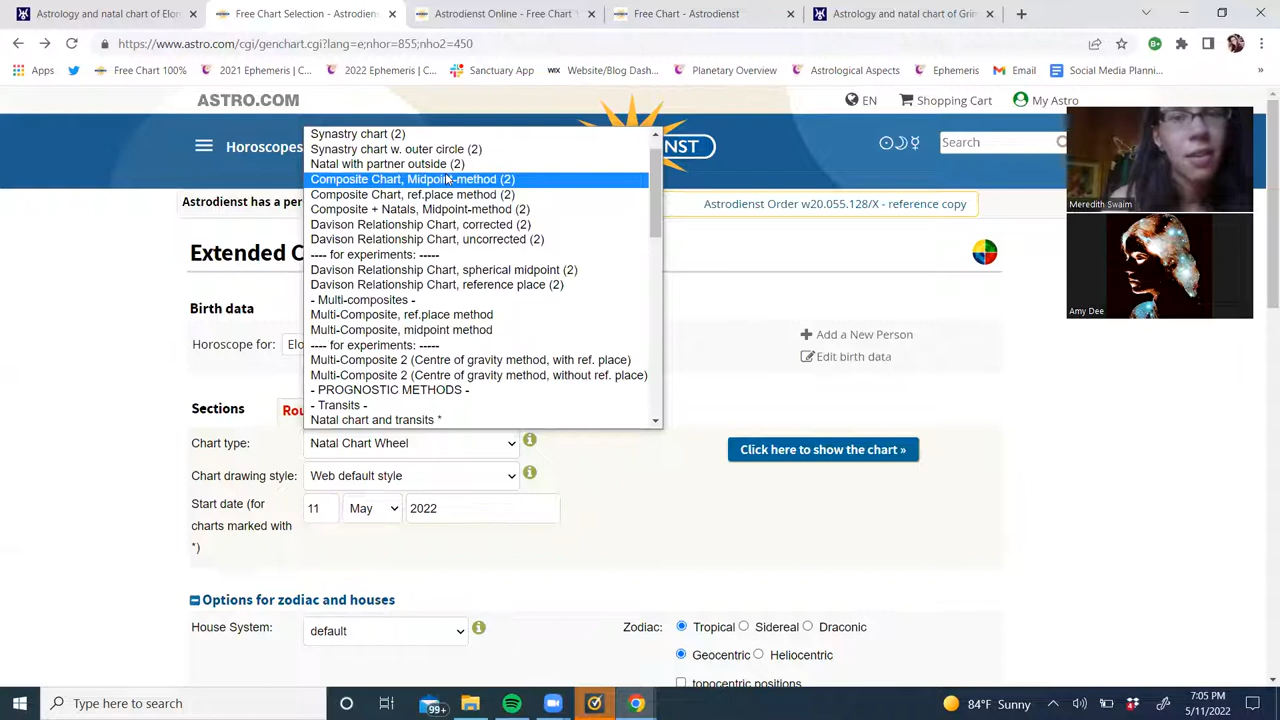 Astrology and natal chart of Elon
Free Chart Selection - Astrodiens
Astrodienst Online - Free Chart
Free Chart - Astrodienst
Astrology and natal chart of Grim
https://www.astro.com/cgi/genchart.cgi?lang=e;nhor=855;nho2=450
Apps
Free Chart 100%
2021 Ephemeris | C...
2022 Ephemeris | C...
Sanctuary App
WIX Website/Blog Dash...
Planetary Overview
Astrological Aspects
Ephemeris
Email
Social Media Planni...
»
ASTRO.COM
EN
Shopping Cart
My Astro
Horoscopes
NST
Search
Astrodienst has a per
Astrodienst Order w20.055.128/X - reference copy
Synastry chart (2)
Synastry chart w. outer circle (2)
Natal with partner outside (2)
Composite Chart, Midpoint-method (2)
Composite Chart, ref.place method (2)
Composite + Natals, Midpoint-method (2)
Davison Relationship Chart, corrected (2)
Davison Relationship Chart, uncorrected (2)
---- for experiments: -----
Davison Relationship Chart, spherical midpoint (2)
Davison Relationship Chart, reference place (2)
- Multi-composites -
Multi-Composite, ref.place method
Multi-Composite, midpoint method
---- for experiments: -----
Multi-Composite 2 (Centre of gravity method, with ref. place)
Multi-Composite 2 (Centre of gravity method, without ref. place)
- PROGNOSTIC METHODS -
- Transits -
Natal chart and transits *
Meredith Swaim
Amy Dee
Extended C
Birth data
Horoscope for: Elo
Add a New Person
Edit birth data
Sections
Rou
Chart type: Natal Chart Wheel
Click here to show the chart »
Chart drawing style: Web default style
Start date (for
charts marked with
*)
11 May 2022
Options for zodiac and houses
House System: default
Zodiac: Tropical Sidereal Draconic
Geocentric Heliocentric
topocentric positions
Type here to search
99+
84°F Sunny
7:05 PM
5/11/2022